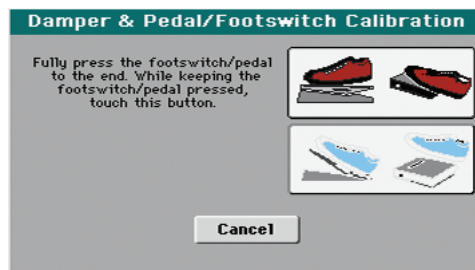 Damper & Pedal/Footswitch Calibration
Fully press the footswitch/pedal
to the end. While keeping the
footswitch/pedal pressed,
touch this button.
Cancel